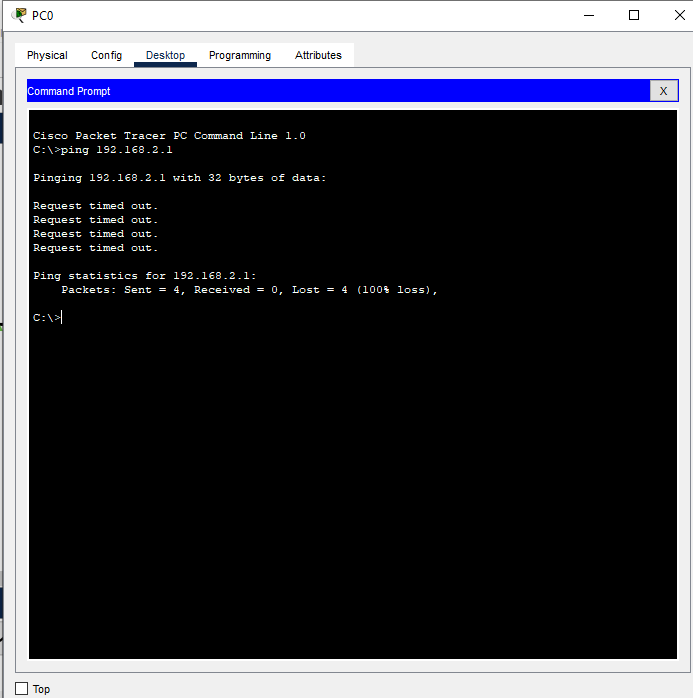 PC0
Physical Config Desktop Programming Attributes
Command Prompt X
Cisco Packet Tracer PC Command Line 1.0
C:\>ping 192.168.2.1
Pinging 192.168.2.1 with 32 bytes of data:
Request timed out.
Request timed out.
Request timed out.
Request timed out.
Ping statistics for 192.168.2.1:
Packets: Sent = 4, Received = 0, Lost = 4 (100% loss),
C:\>
Top